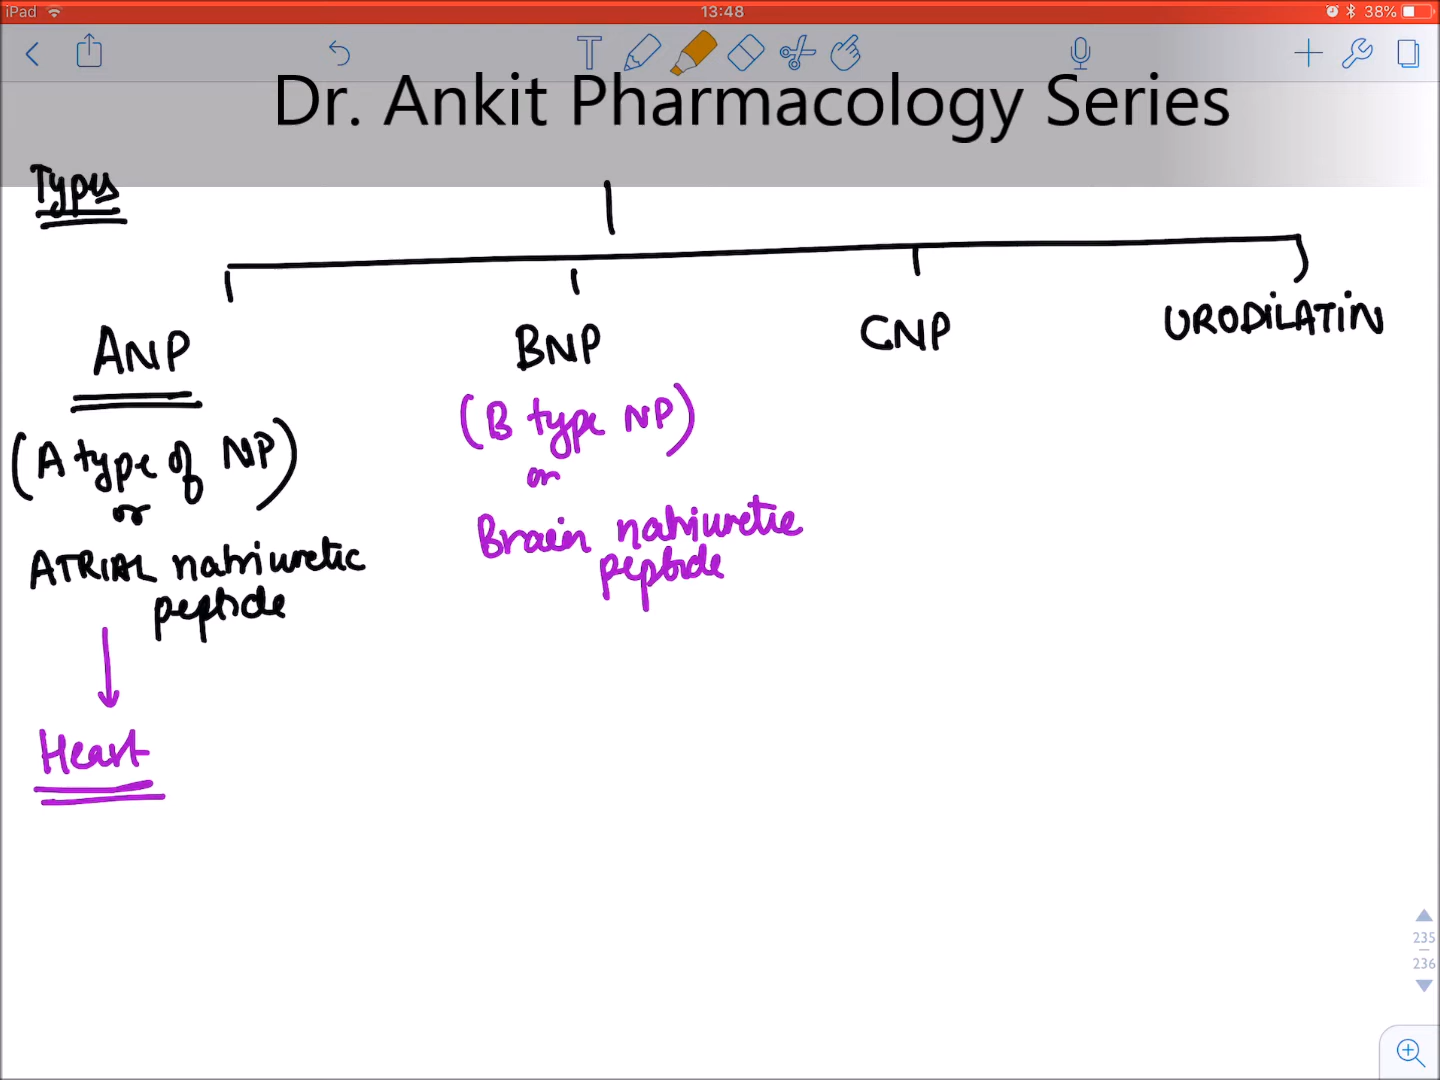 iPad 13:48 38%
T
Dr. Ankit Pharmacology Series
Types
ANP BNP CNP URODILATIN
(A type of NP) (B type NP)
or or
ATRIAL natriuretic Brain natriuretic
peptide peptide
Heart
235
236